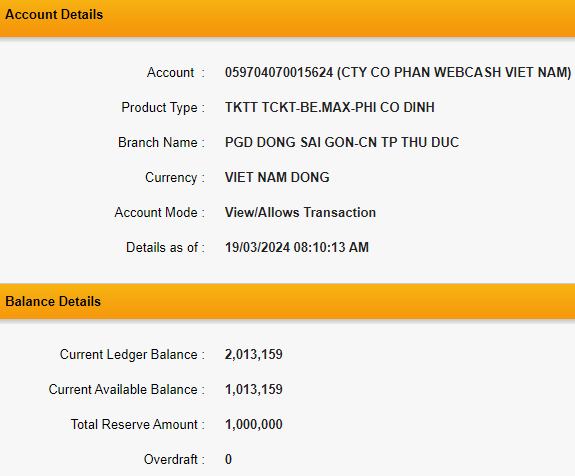 Account Details
Account : 059704070015624 (CTY CO PHAN WEBCASH VIET NAM)
Product Type : TKTT TCKT-BE.MAX-PHI CO DINH
Branch Name : PGD DONG SAI GON-CN TP THU DUC
Currency : VIET NAM DONG
Account Mode : View/Allows Transaction
Details as of : 19/03/2024 08:10:13 AM
Balance Details
Current Ledger Balance : 2,013,159
Current Available Balance : 1,013,159
Total Reserve Amount : 1,000,000
Overdraft : 0